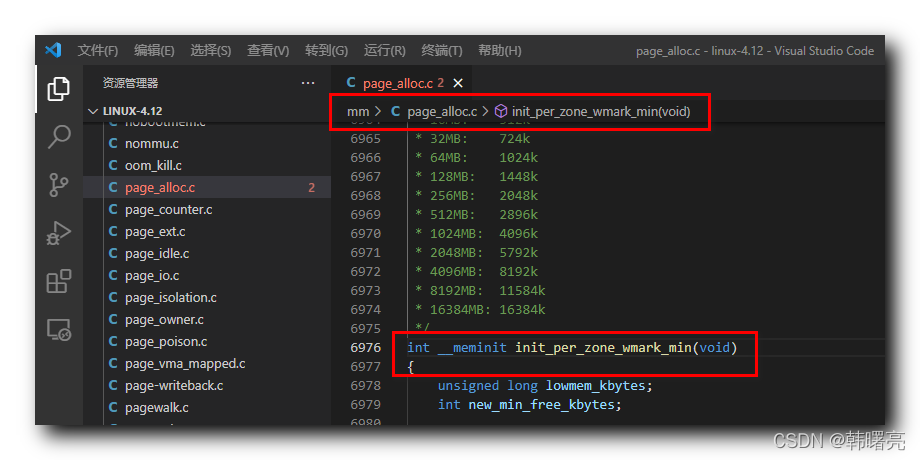 文件(F) 编辑(E) 选择(S) 查看(V) 转到(G) 运行(R) 终端(T) 帮助(H) page_alloc.c - linux-4.12 - Visual Studio Code
资源管理器 ···
LINUX-4.12
nobootmem.c
nommu.c
oom_kill.c
page_alloc.c 2
page_counter.c
page_ext.c
page_idle.c
page_io.c
page_isolation.c
page_owner.c
page_poison.c
page_vma_mapped.c
page-writeback.c
pagewalk.c
C page_alloc.c 2 ×
mm > C page_alloc.c > init_per_zone_wmark_min(void)
6964 * 16MB: 512k
6965 * 32MB: 724k
6966 * 64MB: 1024k
6967 * 128MB: 1448k
6968 * 256MB: 2048k
6969 * 512MB: 2896k
6970 * 1024MB: 4096k
6971 * 2048MB: 5792k
6972 * 4096MB: 8192k
6973 * 8192MB: 11584k
6974 * 16384MB: 16384k
6975 */
6976 int __meminit init_per_zone_wmark_min(void)
6977 {
6978 unsigned long lowmem_kbytes;
6979 int new_min_free_kbytes;
6980
CSDN @韩曙亮